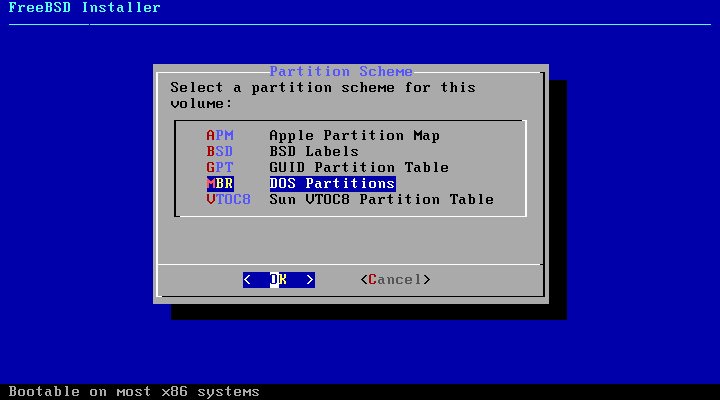 FreeBSD Installer
Partition Scheme
Select a partition scheme for this
volume:
APM Apple Partition Map
BSD BSD Labels
GPT GUID Partition Table
MBR DOS Partitions
VTOC8 Sun VTOC8 Partition Table
< OK > <Cancel>
Bootable on most x86 systems